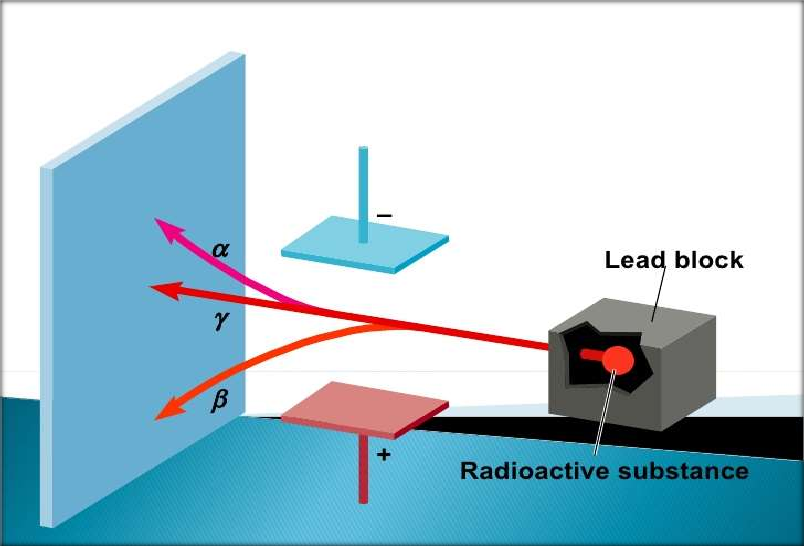 −
α
Lead block
γ
β
+
Radioactive substance